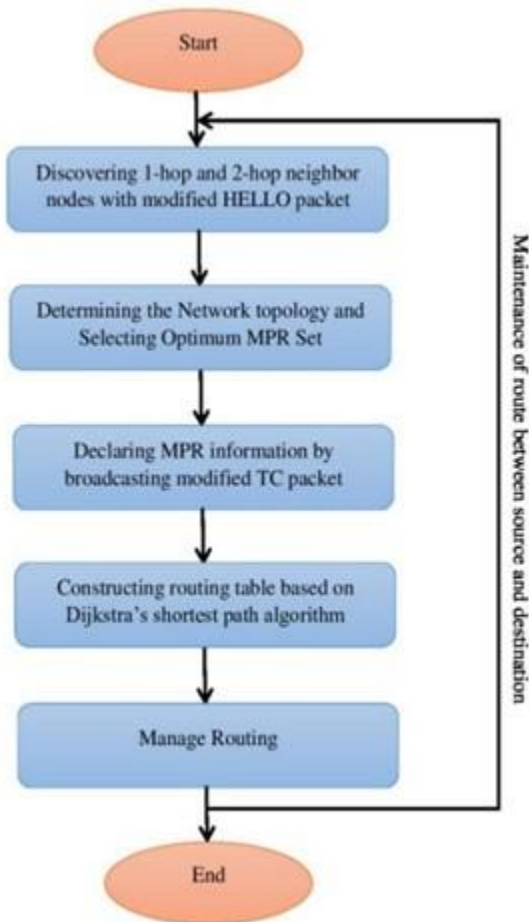 Start
Discovering 1-hop and 2-hop neighbor
nodes with modified HELLO packet
Determining the Network topology and
Selecting Optimum MPR Set
Declaring MPR information by
broadcasting modified TC packet
Constructing routing table based on
Dijkstra's shortest path algorithm
Manage Routing
End
Maintenance of route between source and destination